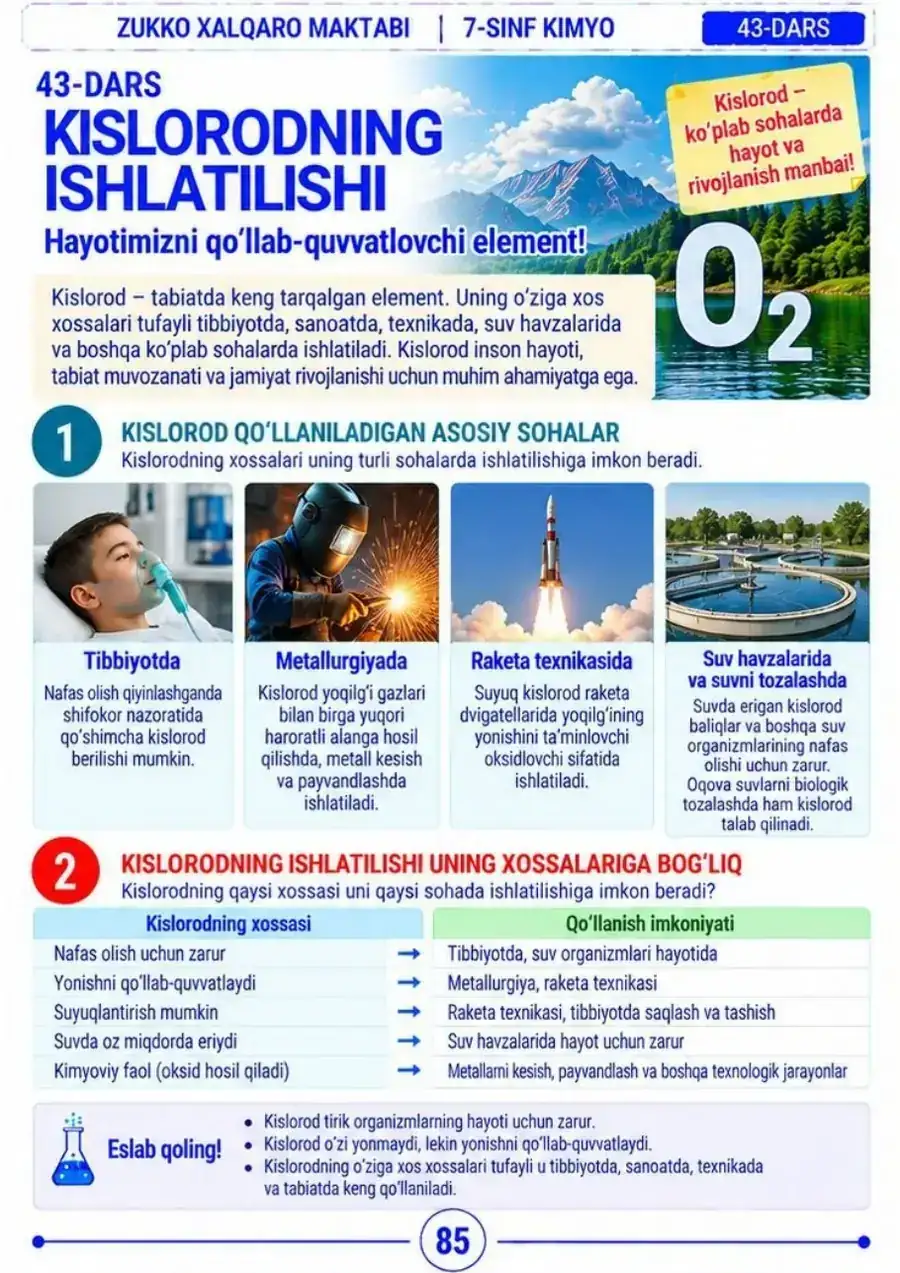 ZUKKO XALQARO MAKTABI | 7-SINF KIMYO
43-DARS
43-DARS
KISLORODNING
ISHLATILISHI
Hayotimizni qo‘llab-quvvatlovchi element!
Kislorod –
ko‘plab sohalarda
hayot va
rivojlanish manbai!
O2
Kislorod – tabiatda keng tarqalgan element. Uning o‘ziga xos
xossalari tufayli tibbiyotda, sanoatda, texnikada, suv havzalarida
va boshqa ko‘plab sohalarda ishlatiladi. Kislorod inson hayoti,
tabiat muvozanati va jamiyat rivojlanishi uchun muhim ahamiyatga ega.
1
KISLOROD QO‘LLANILADIGAN ASOSIY SOHALAR
Kislorodning xossalari uning turli sohalarda ishlatilishiga imkon beradi.
Tibbiyotda
Nafas olish qiyinlashganda
shifokor nazoratida
qo‘shimcha kislorod
berilishi mumkin.
Metallurgiyada
Kislorod yoqilg‘i gazlari
bilan birga yuqori
haroratli alanga hosil
qilishda, metall kesish
va payvandlashda
ishlatiladi.
Raketa texnikasida
Suyuq kislorod raketa
dvigatellarida yoqilg‘ining
yonishini ta’minlovchi
oksidlovchi sifatida
ishlatiladi.
Suv havzalarida
va suvni tozalashda
Suvda erigan kislorod
baliqlar va boshqa suv
organizmlarining nafas
olishi uchun zarur.
Oqova suvlarni biologik
tozalashda ham kislorod
talab qilinadi.
2
KISLORODNING ISHLATILISHI UNING XOSSALARIGA BOG‘LIQ
Kislorodning qaysi xossasi uni qaysi sohada ishlatilishiga imkon beradi?
Kislorodning xossasi
Qo‘llanish imkoniyati
Nafas olish uchun zarur → Tibbiyotda, suv organizmlari hayotida
Yonishni qo‘llab-quvvatlaydi → Metallurgiya, raketa texnikasi
Suyuqlantirish mumkin → Raketa texnikasi, tibbiyotda saqlash va tashish
Suvda oz miqdorda eriydi → Suv havzalarida hayot uchun zarur
Kimyoviy faol (oksid hosil qiladi) → Metallarni kesish, payvandlash va boshqa texnologik jarayonlar
Eslab qoling!
• Kislorod tirik organizmlarning hayoti uchun zarur.
• Kislorod o‘zi yonmaydi, lekin yonishni qo‘llab-quvvatlaydi.
• Kislorodning o‘ziga xos xossalari tufayli u tibbiyotda, sanoatda, texnikada
va tabiatda keng qo‘llaniladi.
85